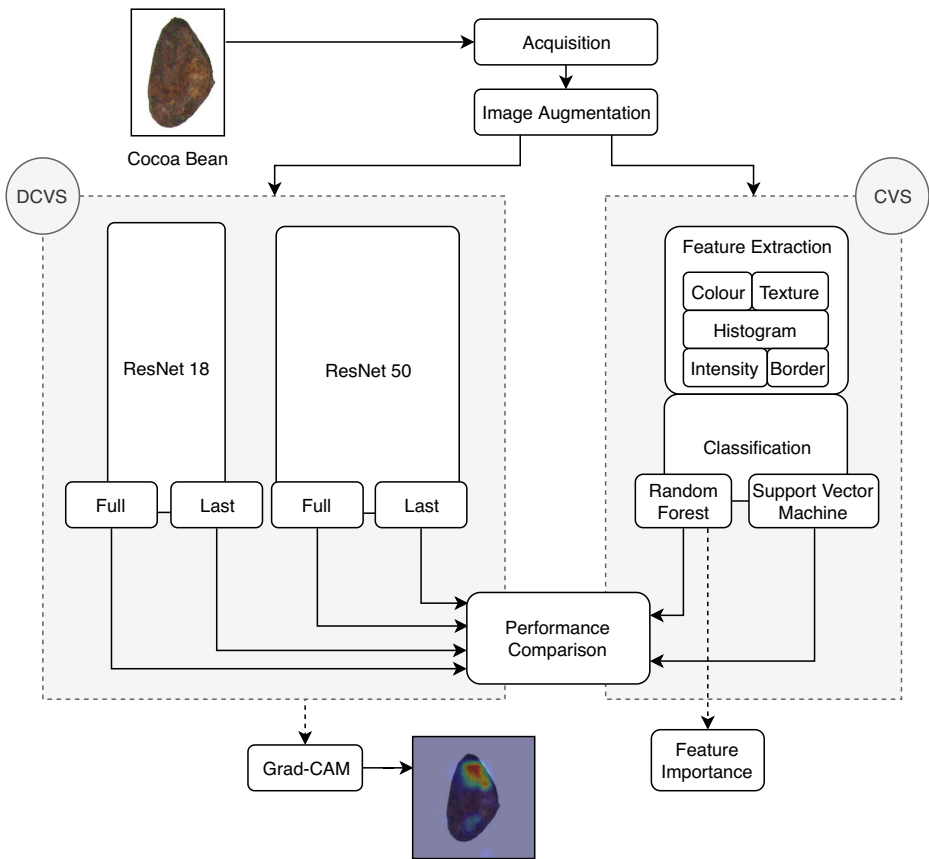 Acquisition
Image Augmentation
Cocoa Bean
DCVS
CVS
ResNet 18
ResNet 50
Full
Last
Full
Last
Feature Extraction
Colour
Texture
Histogram
Intensity
Border
Classification
Random
Forest
Support Vector
Machine
Performance
Comparison
Grad-CAM
Feature
Importance